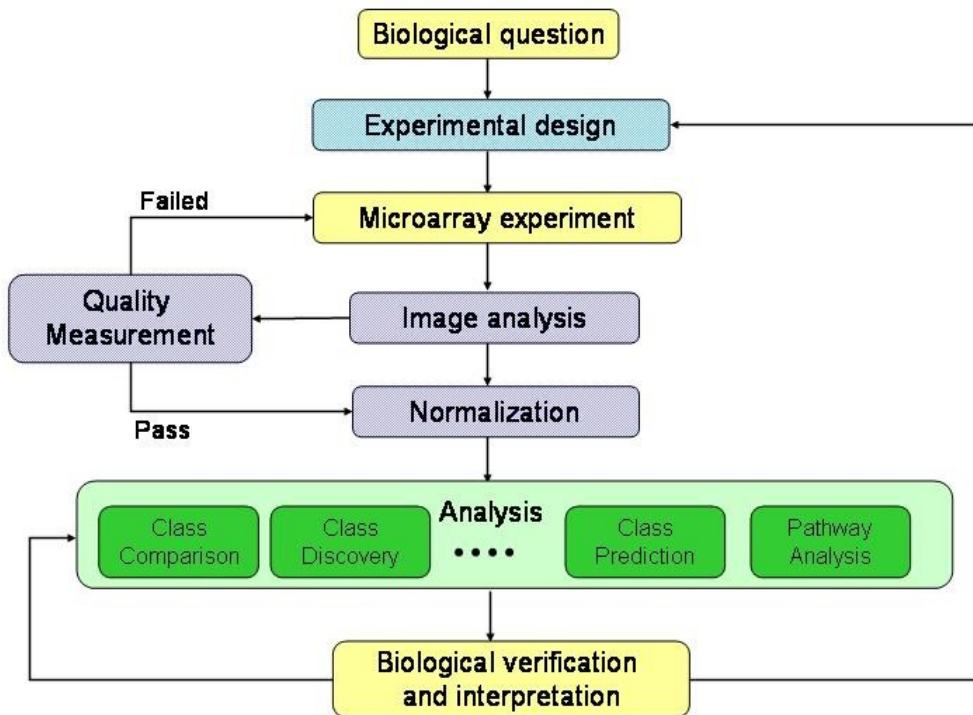 Biological question
Experimental design
Failed
Microarray experiment
Quality
Measurement
Image analysis
Normalization
Pass
Analysis
Class
Comparison
Class
Discovery
••••
Class
Prediction
Pathway
Analysis
Biological verification
and interpretation